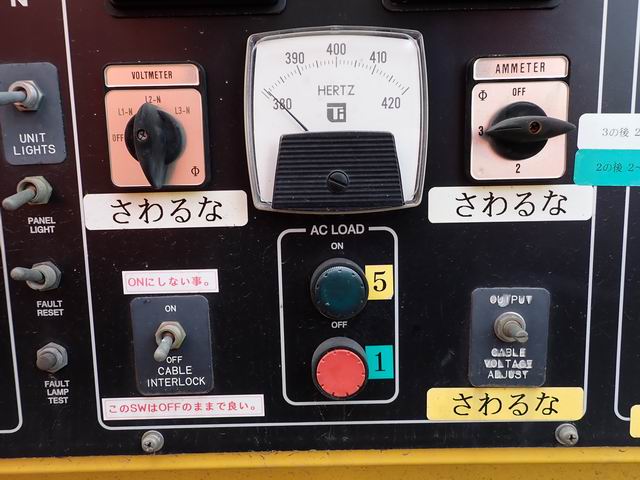 N
UNIT
LIGHTS
PANEL
LIGHT
FAULT
RESET
FAULT
LAMP
TEST
VOLTMETER
OFF L1-N L2-N L3-N
Φ
さわるな
380 390 400 410 420
HERTZ
AMMETER
Φ OFF
3
2
さわるな
3の後 2
2の後 2~
ONにしない事。
ON
OFF
CABLE
INTERLOCK
このSWはOFFのままで良い。
AC LOAD
ON
5
OFF
1
OUTPUT
CABLE
VOLTAGE
ADJUST
さわるな